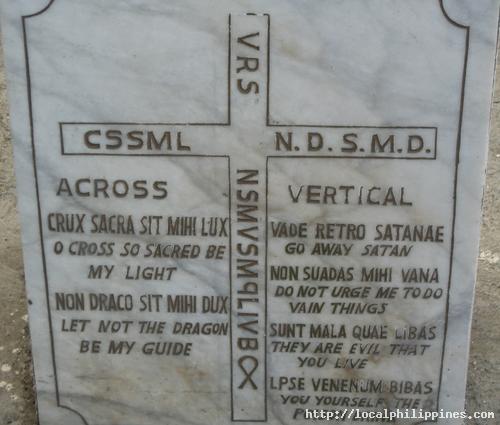 VRS
CSSML
N.D.S.M.D.
NSMVSMqLIVB
ACROSS
CRUX SACRA SIT MIHI LUX
O CROSS SO SACRED BE
MY LIGHT
NON DRACO SIT MIHI DUX
LET NOT THE DRAGON
BE MY GUIDE
VERTICAL
VADE RETRO SATANAE
GO AWAY SATAN
NON SUADAS MIHI VANA
DO NOT URGE ME TO DO
VAIN THINGS
SUNT MALA QUAE LIBAS
THEY ARE EVIL THAT
YOU LIVE
LPSE VENENUM BIBAS
YOU YOURSELF THE
http://localphilippines.com